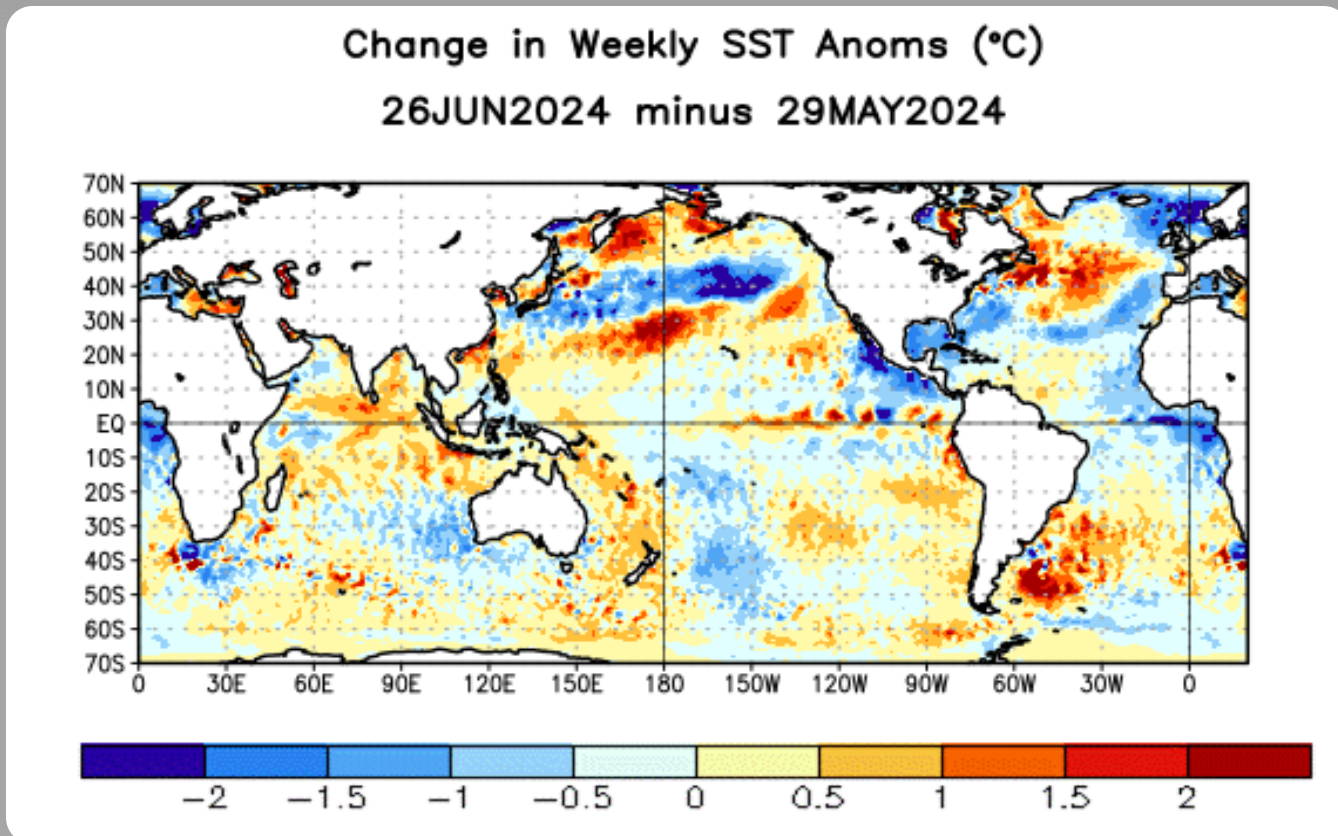 Change in Weekly SST Anoms (°C)
26JUN2024 minus 29MAY2024
70N
60N
50N
40N
30N
20N
10N
EQ
10S
20S
30S
40S
50S
60S
70S
0 30E 60E 90E 120E 150E 180 150W 120W 90W 60W 30W 0
−2 −1.5 −1 −0.5 0 0.5 1 1.5 2